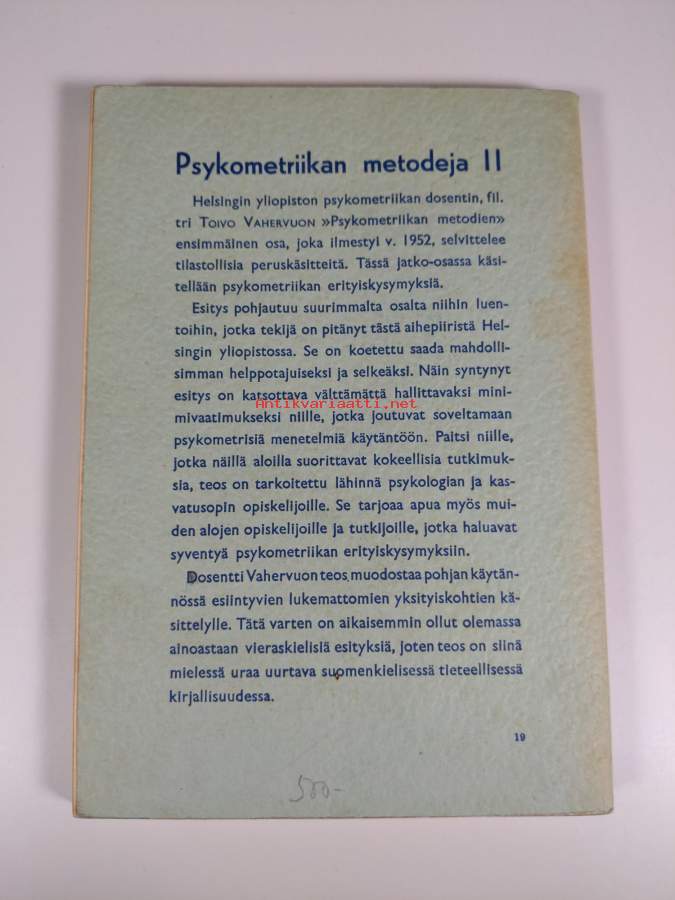 Psykometriikan metodeja II
Helsingin yliopiston psykometriikan dosentin, fil.
tri TOIVO VAHERVUON »Psykometriikan metodien»
ensimmäinen osa, joka ilmestyi v. 1952, selvittelee
tilastollisia peruskäsitteitä. Tässä jatko-osassa käsi-
tellään psykometriikan erityiskysymyksiä.
Esitys pohjautuu suurimmalta osalta niihin luen-
toihin, jotka tekijä on pitänyt tästä aihepiiristä Hel-
singin yliopistossa. Se on koetettu saada mahdolli-
simman helppotajuiseksi ja selkeäksi. Näin syntynyt
esitys on katsottava välttämättä hallittavaksi mini-
Antikvariaatti.net
mivaatimukseksi niille, jotka joutuvat soveltamaan
psykometrisiä menetelmiä käytäntöön. Paitsi niille,
jotka näillä aloilla suorittavat kokeellisia tutkimuk-
sia, teos on tarkoitettu lähinnä psykologian ja kas-
vatusopin opiskelijoille. Se tarjoaa apua myös mui-
den alojen opiskelijoille ja tutkijoille, jotka haluavat
syventyä psykometriikan erityiskysymyksiin.
Dosentti Vahervuon teos muodostaa pohjan käytän-
nössä esiintyvien lukemattomien yksityiskohtien kä-
sittelylle. Tätä varten on aikaisemmin ollut olemassa
ainoastaan vieraskielisiä esityksiä, joten teos on siinä
mielessä uraa uurtava suomenkielisessä tieteellisessä
kirjallisuudessa.
19
500-